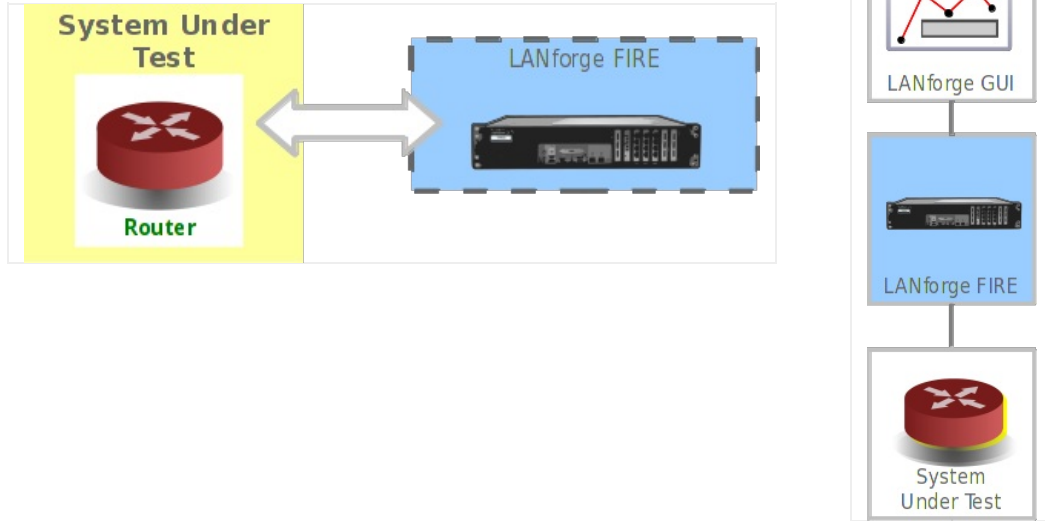 System Under
Test
Router
LANforge FIRE
LANforge GUI
LANforge FIRE
System
Under Test